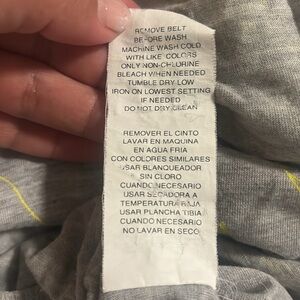 REMOVE BELT
BEFORE WASH
MACHINE WASH COLD
WITH LIKE COLORS
ONLY NON-CHLORINE
BLEACH WHEN NEEDED
TUMBLE DRY LOW
IRON ON LOWEST SETTING
IF NEEDED
DO NOT DRY CLEAN
REMOVER EL CINTO
LAVAR EN MAQUINA
EN AGUA FRIA
CON COLORES SIMILARES
USAR BLANQUEADOR
SIN CLORO
CUANDO NECESARIO
USAR SECADORA A
TEMPERATURA BAJA
USAR PLANCHA TIBIA
CUANDO NECESARIO
NO LAVAR EN SECO